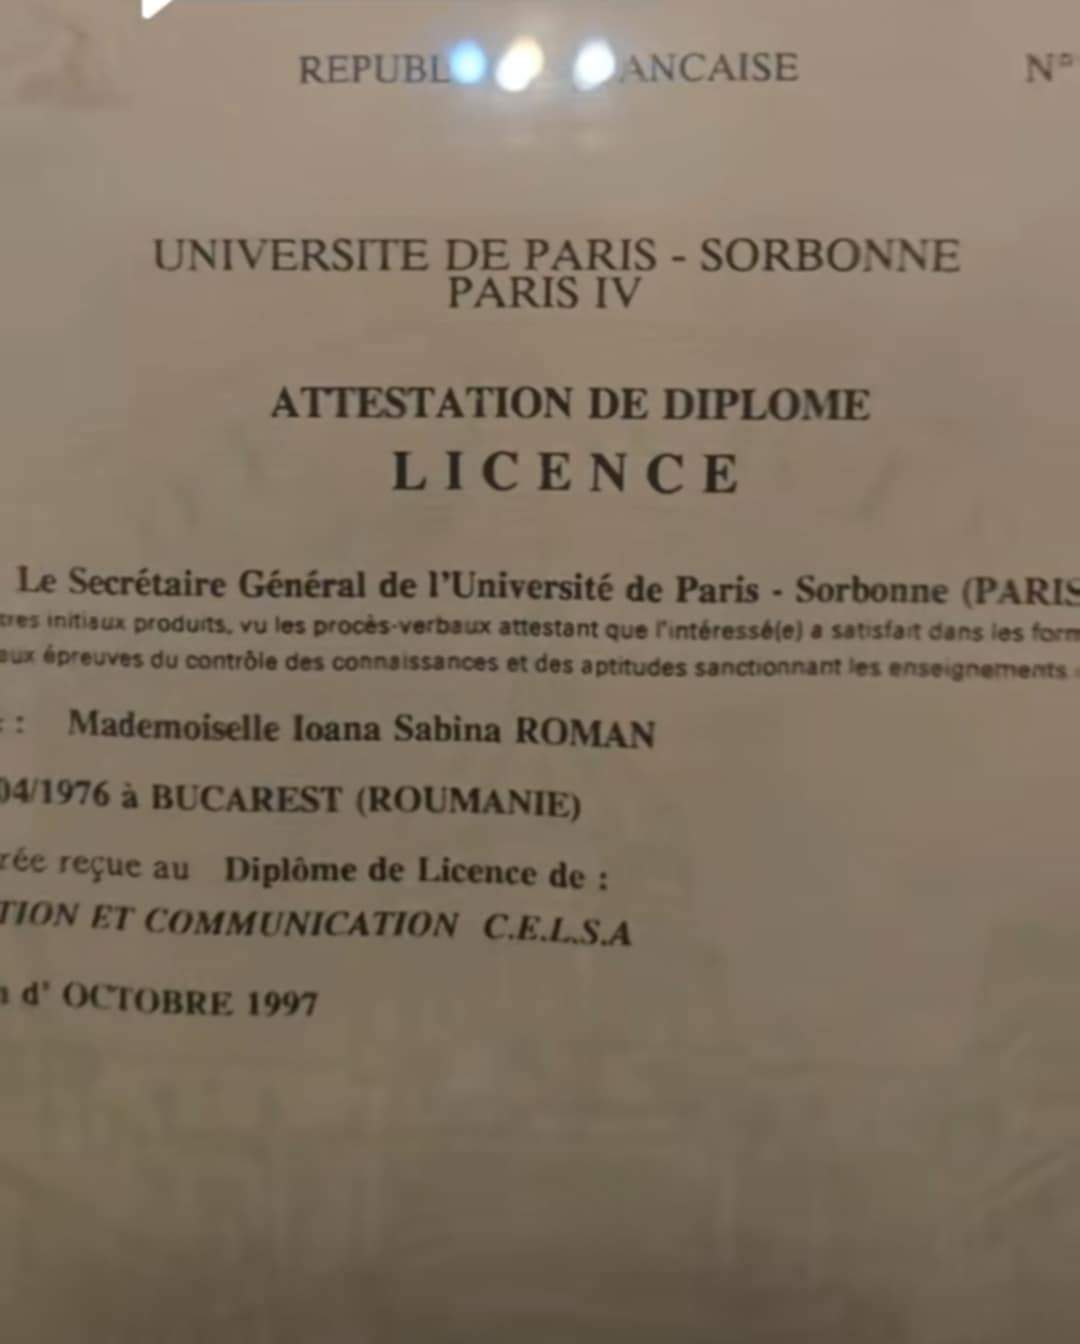 REPUBL ANCAISE N°
UNIVERSITE DE PARIS - SORBONNE
PARIS IV
ATTESTATION DE DIPLOME
LICENCE
Le Secrétaire Général de l'Université de Paris - Sorbonne (PARIS
tres initiaux produits, vu les procès-verbaux attestant que l'intéressé(e) a satisfait dans les form
aux épreuves du contrôle des connaissances et des aptitudes sanctionnant les enseignements
: Mademoiselle Ioana Sabina ROMAN
04/1976 à BUCAREST (ROUMANIE)
rée reçue au Diplôme de Licence de :
TION ET COMMUNICATION C.E.L.S.A
n d' OCTOBRE 1997